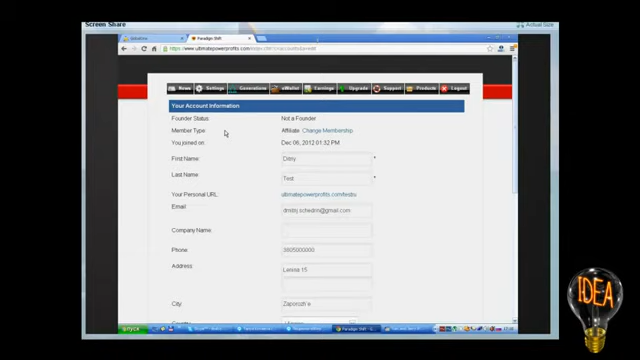 Screen Share
Actual Size
Paradigm Shift
https://www.ultimatepowerprofits.com/
News Settings Generations eWallet Earnings Upgrade Support Products Logout
Your Account Information
Founder Status: Not a Founder
Member Type: Affiliate Change Membership
You joined on: Dec 06, 2012 01:32 PM
First Name:
Last Name: Test
Your Personal URL:
Email
Company Name:
Phone:
Address: Lenina 15
City
пуск
IDEA